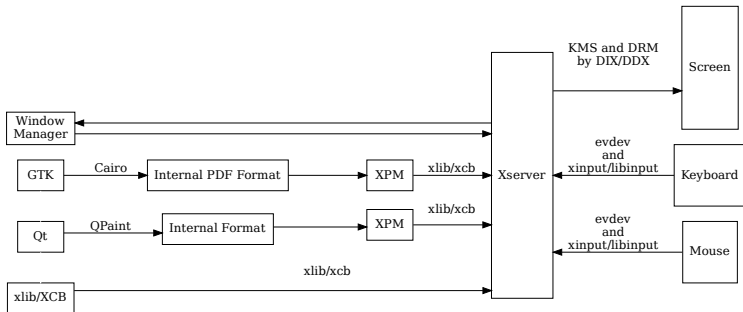 KMS and DRM
by DIX/DDX
Screen
Window
Manager
Xserver
evdev
and
xinput/libinput
Keyboard
GTK
Cairo
Internal PDF Format
XPM
xlib/xcb
Qt
QPaint
Internal Format
XPM
xlib/xcb
evdev
and
xinput/libinput
Mouse
xlib/XCB
xlib/xcb